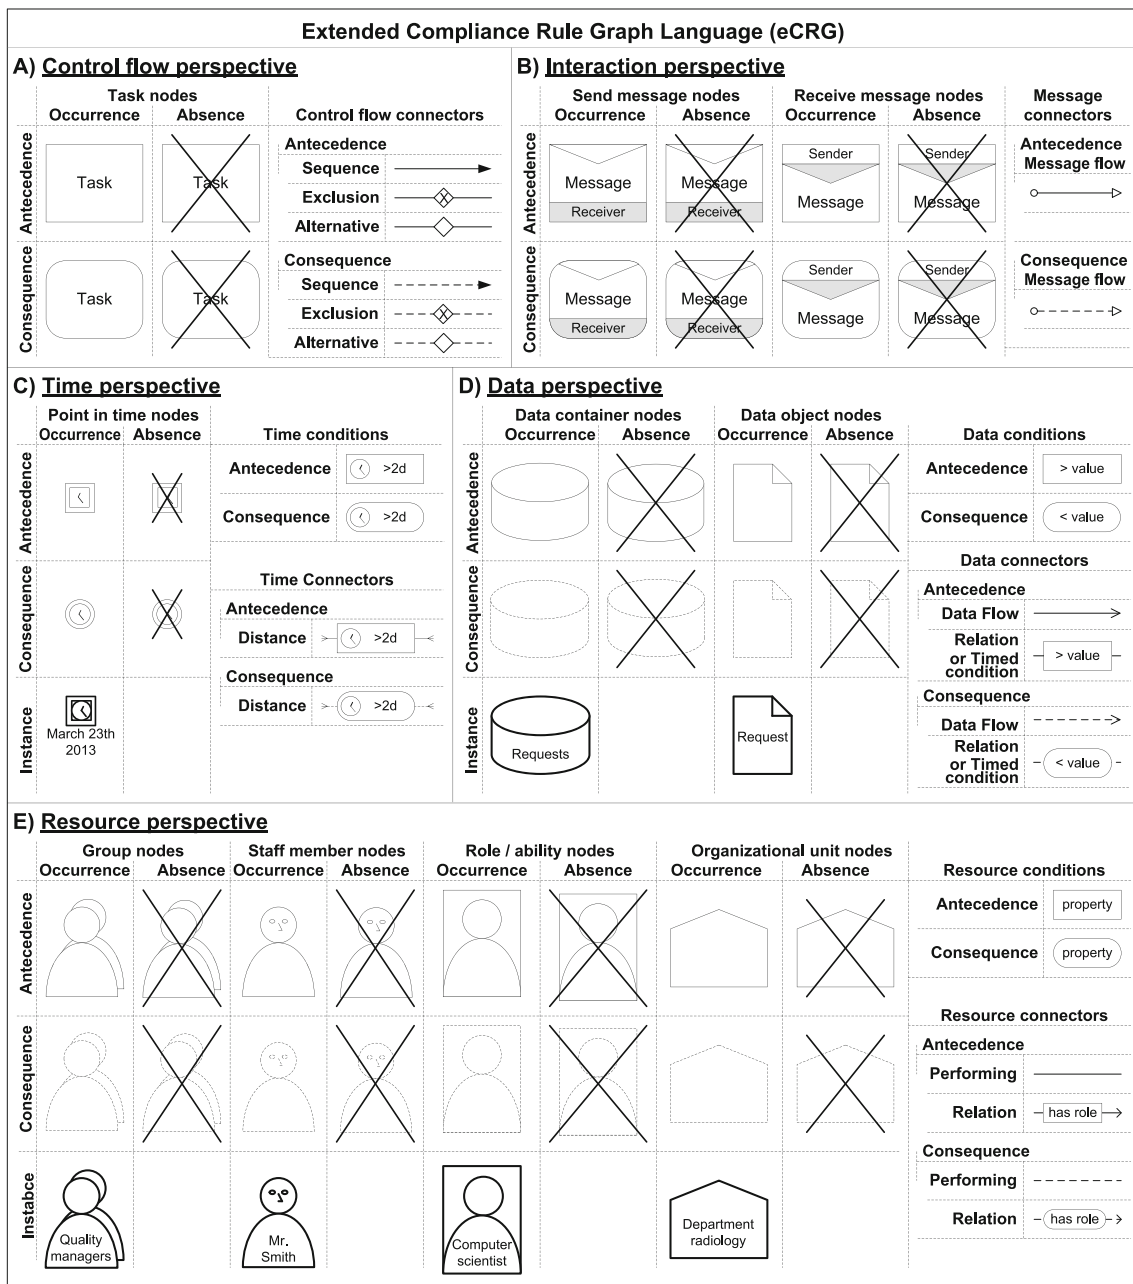 Extended Compliance Rule Graph Language (eCRG)
A) Control flow perspective
Task nodes
Occurrence Absence
Control flow connectors
Antecedence
Task
Task
Antecedence
Sequence
Exclusion
X
Alternative
Consequence
Task
Task
Consequence
Sequence
Exclusion
X
Alternative
B) Interaction perspective
Send message nodes
Receive message nodes
Message
connectors
Occurrence Absence Occurrence Absence
Antecedence
Message
Receiver
Message
Receiver
Sender
Message
Sender
Message
Antecedence
Message flow
Consequence
Message
Receiver
Message
Receiver
Sender
Message
Sender
Message
Consequence
Message flow
C) Time perspective
Point in time nodes
Occurrence Absence
Time conditions
Antecedence
Antecedence >2d
Consequence >2d
Consequence
Time Connectors
Antecedence
Distance >2d
Consequence
Distance >2d
Instance
March 23th
2013
D) Data perspective
Data container nodes
Data object nodes
Occurrence Absence Occurrence Absence
Data conditions
Antecedence
Antecedence > value
Consequence < value
Consequence
Data connectors
Antecedence
Data Flow
Relation
or Timed
condition
> value
Consequence
Data Flow
Relation
or Timed
condition
< value
Instance
Requests
Request
E) Resource perspective
Group nodes
Staff member nodes
Role / ability nodes
Organizational unit nodes
Occurrence Absence Occurrence Absence Occurrence Absence Occurrence Absence
Resource conditions
Antecedence
Antecedence property
Consequence property
Consequence
Resource connectors
Antecedence
Performing
Relation has role
Consequence
Performing
Relation has role
Instabce
Quality
managers
Mr.
Smith
Computer
scientist
Department
radiology